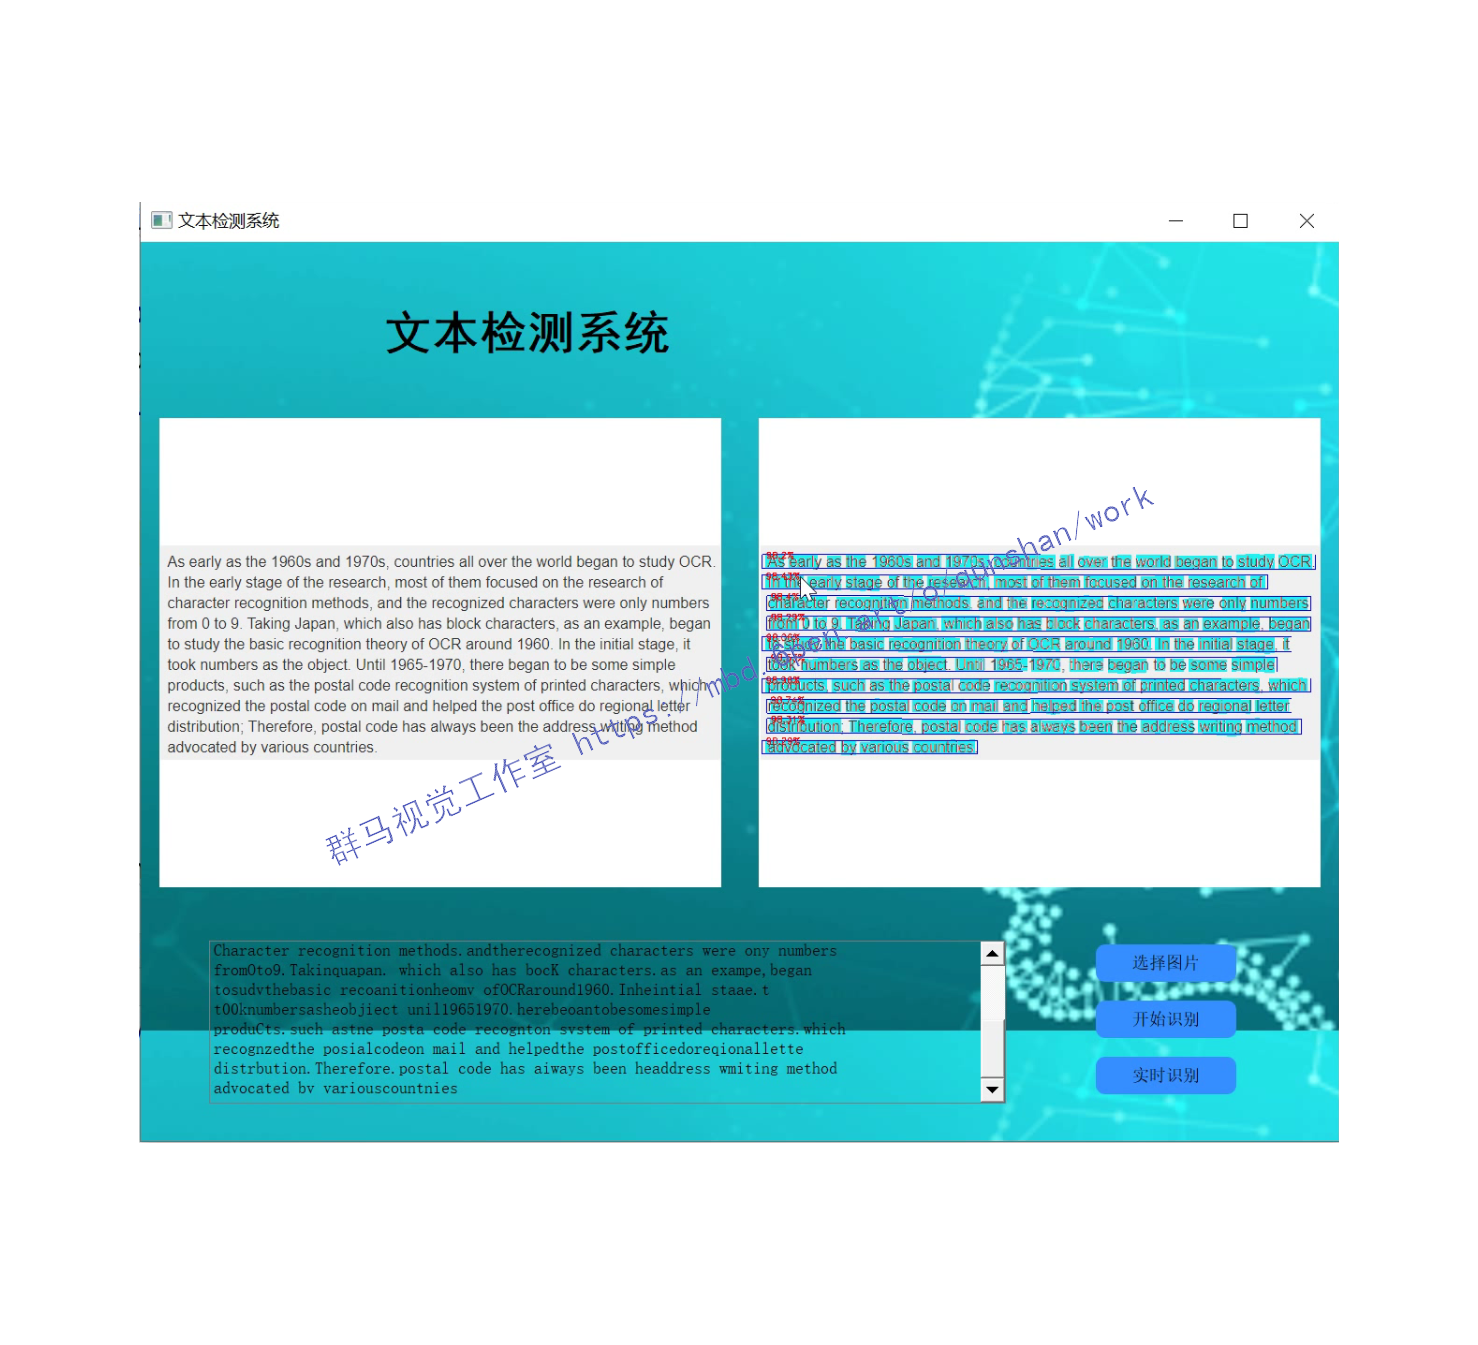 文本检测系统
文本检测系统
As early as the 1960s and 1970s, countries all over the world began to study OCR.
In the early stage of the research, most of them focused on the research of
character recognition methods, and the recognized characters were only numbers
from 0 to 9. Taking Japan, which also has block characters, as an example, began
to study the basic recognition theory of OCR around 1960. In the initial stage, it
took numbers as the object. Until 1965-1970, there began to be some simple
products, such as the postal code recognition system of printed characters, which
recognized the postal code on mail and helped the post office do regional letter
distribution; Therefore, postal code has always been the address writing method
advocated by various countries.
As early as the 1960s and 1970s, countries all over the world began to study OCR.
In the early stage of the research, most of them focused on the research of
character recognition methods, and the recognized characters were only numbers
from 0 to 9. Taking Japan, which also has block characters, as an example, began
to study the basic recognition theory of OCR around 1960. In the initial stage, it
took numbers as the object. Until 1965-1970, there began to be some simple
products, such as the postal code recognition system of printed characters, which
recognized the postal code on mail and helped the post office do regional letter
distribution; Therefore, postal code has always been the address writing method
advocated by various countries.
群马视觉工作室 https://mbd.pub/o/qunshan/work
Character recognition methods.andtherecognized characters were ony numbers
from0to9.Takinquapan. which also has bocK characters.as an exampe,began
tosudvthebasic recoanitionheomv ofOCRaround1960.Inheintial staae.t
t00knumbersasheobjiect unil19651970.herebeoantobesomesimple
produCts.such astne posta code recognton svstem of printed characters.which
recognzedthe posialcodeon mail and helpedthe postofficedoreqionallette
distrbution.Therefore.postal code has aiways been headdress wmiting method
advocated bv variouscountnies
选择图片
开始识别
实时识别